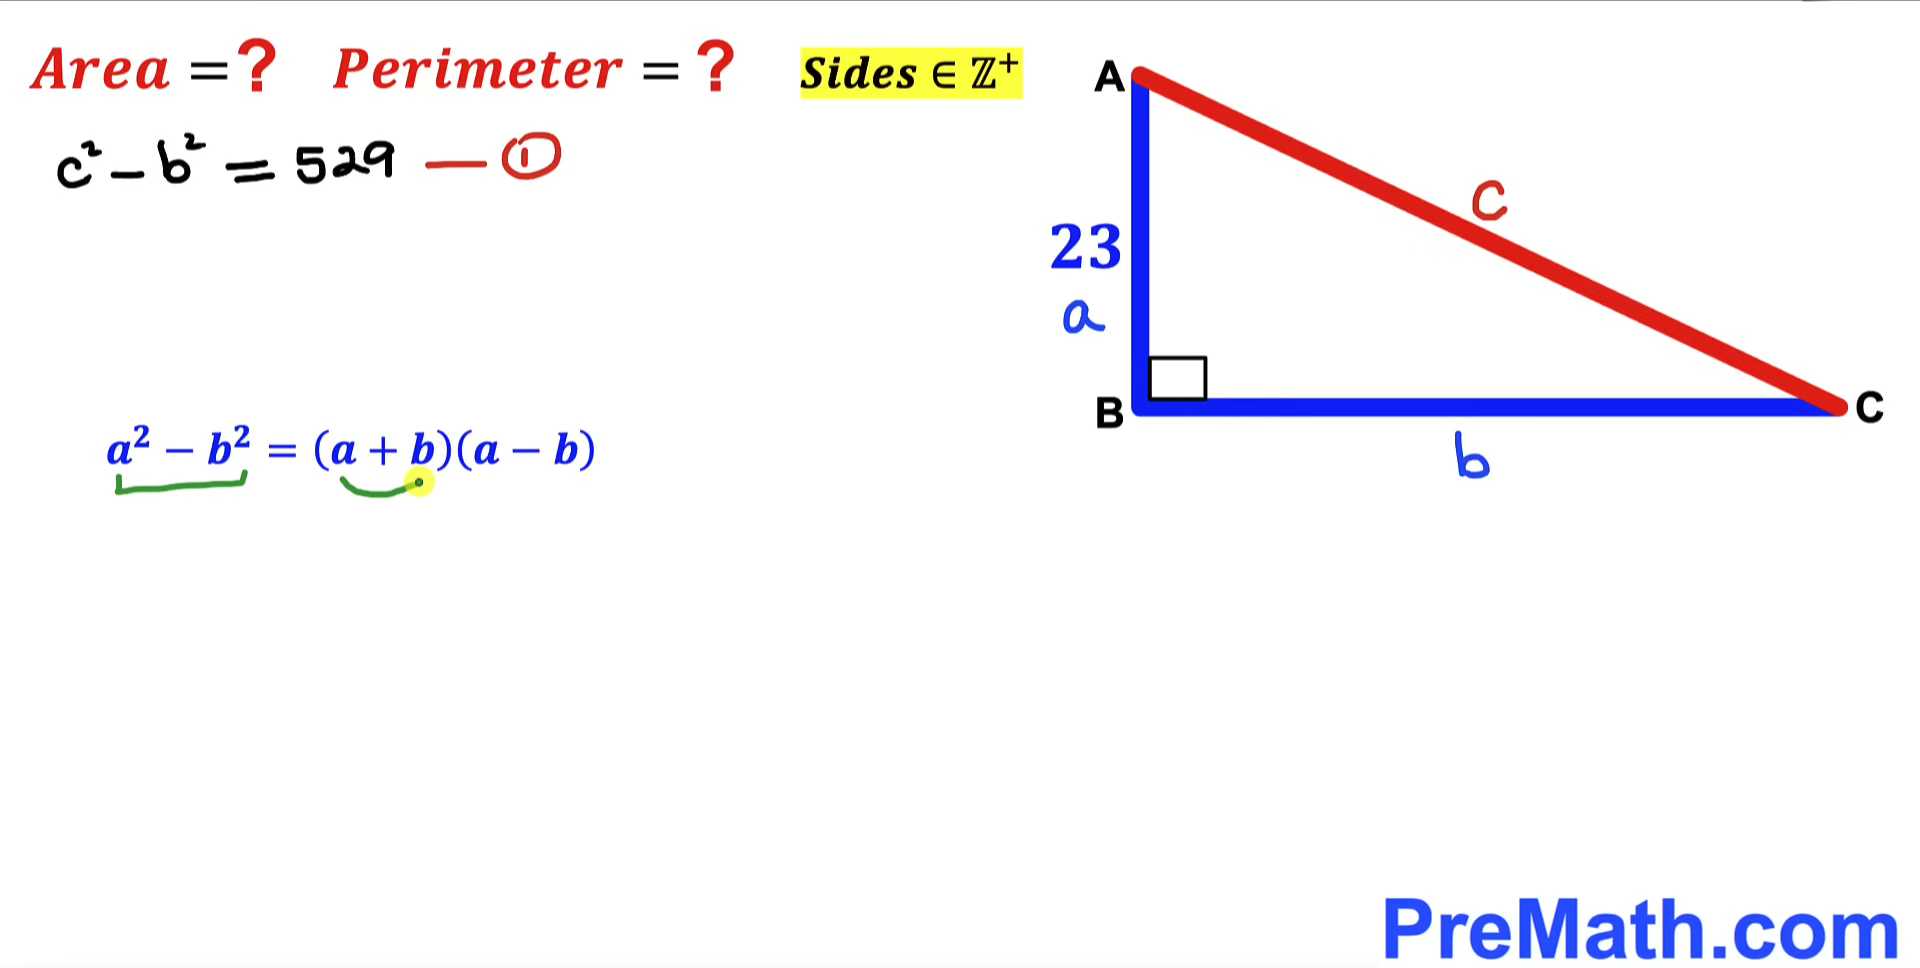 Area = ? Perimeter = ? Sides ∈ ℤ⁺
c² − b² = 529 — ①
A
c
23
a
B
C
b
a² − b² = (a + b)(a − b)
PreMath.com